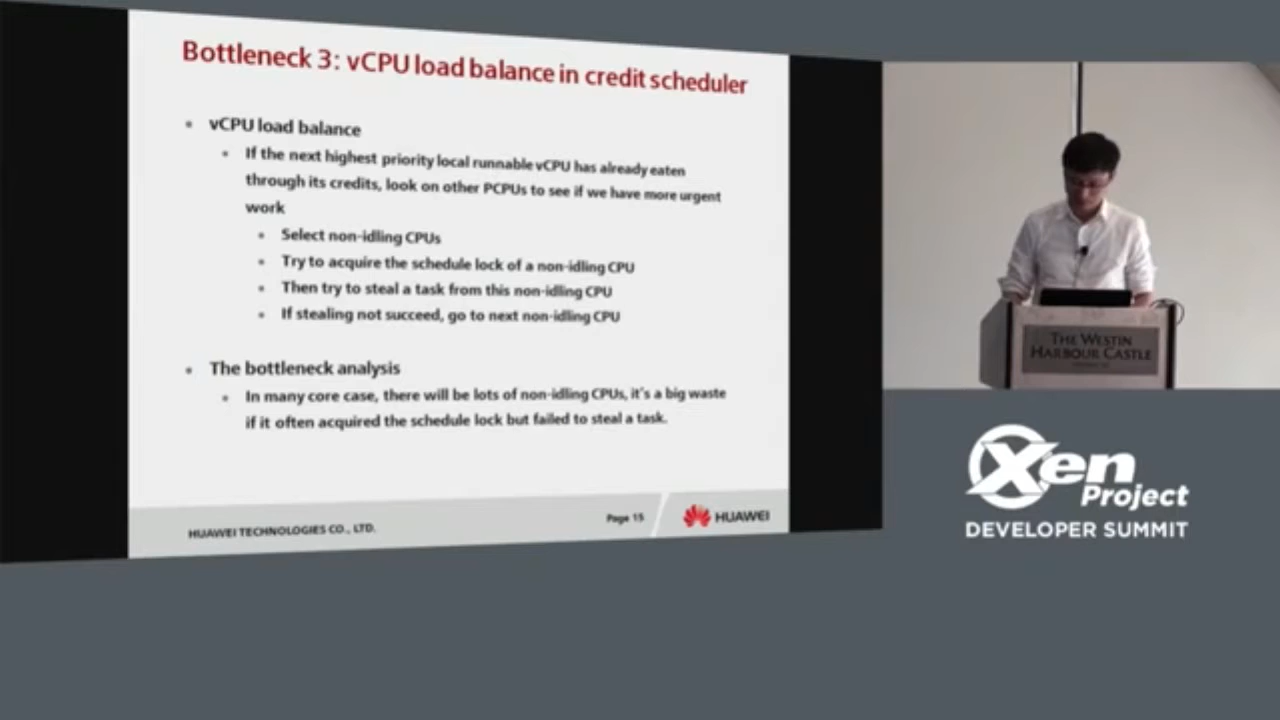 Bottleneck 3: vCPU load balance in credit scheduler
vCPU load balance
If the next highest priority local runnable vCPU has already eaten
through its credits, look on other PCPUs to see if we have more urgent
work
Select non-idling CPUs
Try to acquire the schedule lock of a non-idling CPU
Then try to steal a task from this non-idling CPU
If stealing not succeed, go to next non-idling CPU
The bottleneck analysis
In many core case, there will be lots of non-idling CPUs, it's a big waste
if it often acquired the schedule lock but failed to steal a task.
HUAWEI TECHNOLOGIES CO., LTD.
Page 15
HUAWEI
THE WESTIN
HARBOUR CASTLE
Xen
Project
DEVELOPER SUMMIT